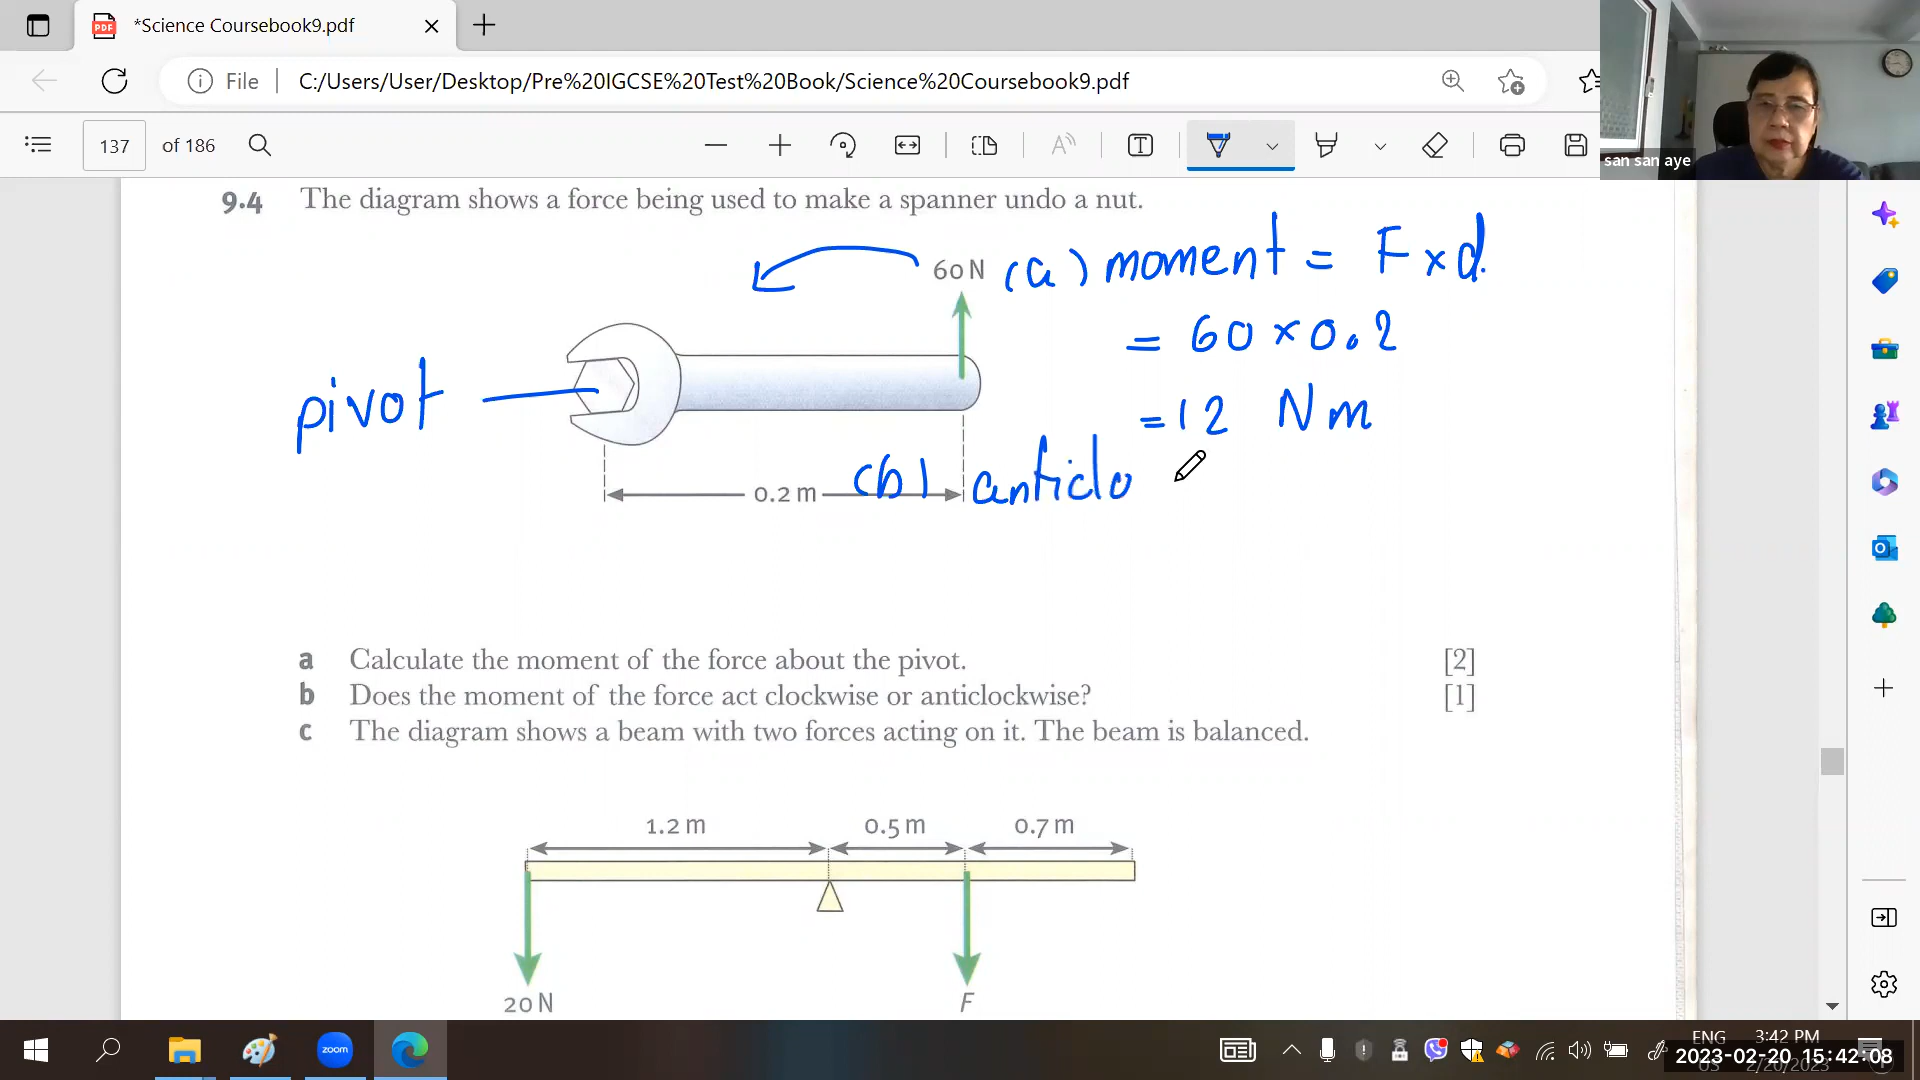 *Science Coursebook9.pdf
File
C:/Users/User/Desktop/Pre%20IGCSE%20Test%20Book/Science%20Coursebook9.pdf
137 of 186
san san aye
9.4 The diagram shows a force being used to make a spanner undo a nut.
60 N
(a) moment = F x d.
= 60 x 0.2
= 12 Nm
pivot
0.2 m
(b) anticlo
a Calculate the moment of the force about the pivot. [2]
b Does the moment of the force act clockwise or anticlockwise? [1]
c The diagram shows a beam with two forces acting on it. The beam is balanced.
1.2 m 0.5 m 0.7 m
20 N F
zoom
ENG
3:42 PM
2023-02-20 15:42:08
2/20/2023